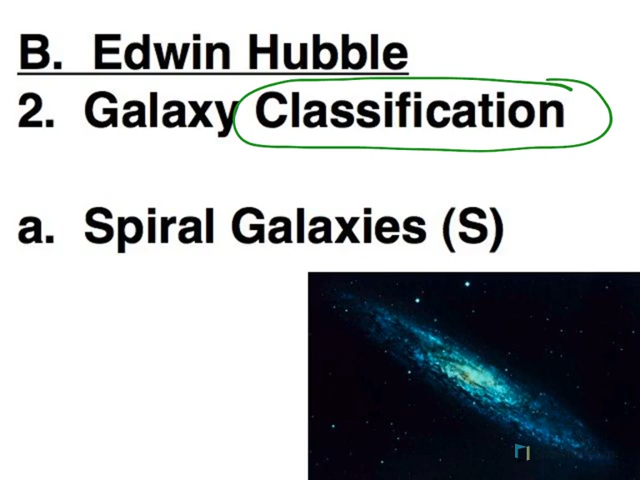 B. Edwin Hubble
2. Galaxy Classification
a. Spiral Galaxies (S)